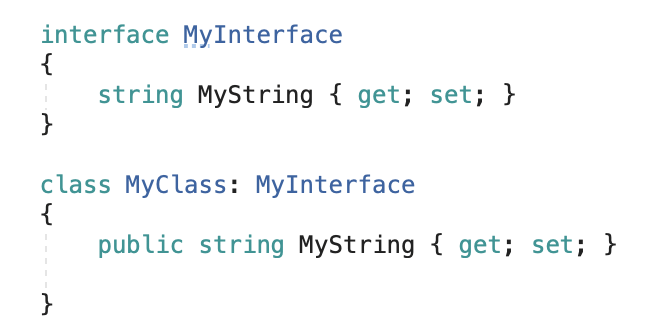 interface MyInterface
{
    string MyString { get; set; }
}
class MyClass: MyInterface
{
    public string MyString { get; set; }
}